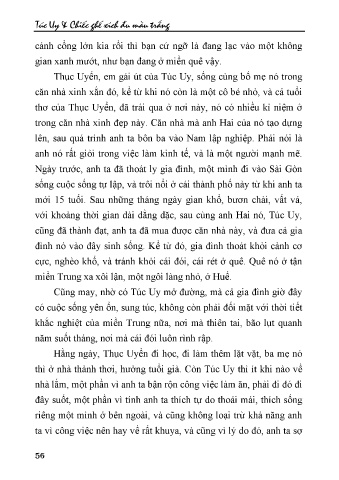 Túc Uy & Chiếc ghế xích đu màu trắng
cánh cổng lớn kia rồi thì bạn cứ ngỡ là đang lạc vào một không
gian xanh mướt, như bạn đang ở miền quê vậy.
Thục Uyển, em gái út của Túc Uy, sống cùng bố mẹ nó trong
căn nhà xinh xắn đó, kể từ khi nó còn là một cô bé nhỏ, và cả tuổi
thơ của Thục Uyển, đã trải qua ở nơi này, nó có nhiều kỉ niệm ở
trong căn nhà xinh đẹp này. Căn nhà mà anh Hai của nó tạo dựng
lên, sau quá trình anh ta bôn ba vào Nam lập nghiệp. Phải nói là
anh nó rất giỏi trong việc làm kinh tế, và là một người mạnh mẽ.
Ngày trước, anh ta đã thoát ly gia đình, một mình đi vào Sài Gòn
sống cuộc sống tự lập, và trôi nổi ở cái thành phố này từ khi anh ta
mới 15 tuổi. Sau những tháng ngày gian khổ, bươn chải, vất vả,
với khoảng thời gian dài dằng dặc, sau cùng anh Hai nó, Túc Uy,
cũng đã thành đạt, anh ta đã mua được căn nhà này, và đưa cả gia
đình nó vào đây sinh sống. Kể từ đó, gia đình thoát khỏi cảnh cơ
cực, nghèo khổ, và tránh khỏi cái đói, cái rét ở quê. Quê nó ở tận
miền Trung xa xôi lận, một ngôi làng nhỏ, ở Huế.
Cũng may, nhờ có Túc Uy mở đường, mà cả gia đình giờ đây
có cuộc sống yên ổn, sung túc, không còn phải đối mặt với thời tiết
khắc nghiệt của miền Trung nữa, nơi mà thiên tai, bão lụt quanh
năm suốt tháng, nơi mà cái đói luôn rình rập.
Hằng ngày, Thục Uyển đi học, đi làm thêm lặt vặt, ba mẹ nó
thì ở nhà thảnh thơi, hưởng tuổi già. Còn Túc Uy thì ít khi nào về
nhà lắm, một phần vì anh ta bận rộn công việc làm ăn, phải đi đó đi
đây suốt, một phần vì tính anh ta thích tự do thoải mái, thích sống
riêng một mình ở bên ngoài, và cũng không loại trừ khả năng anh
ta vì công việc nên hay về rất khuya, và cũng vì lý do đó, anh ta sợ
56